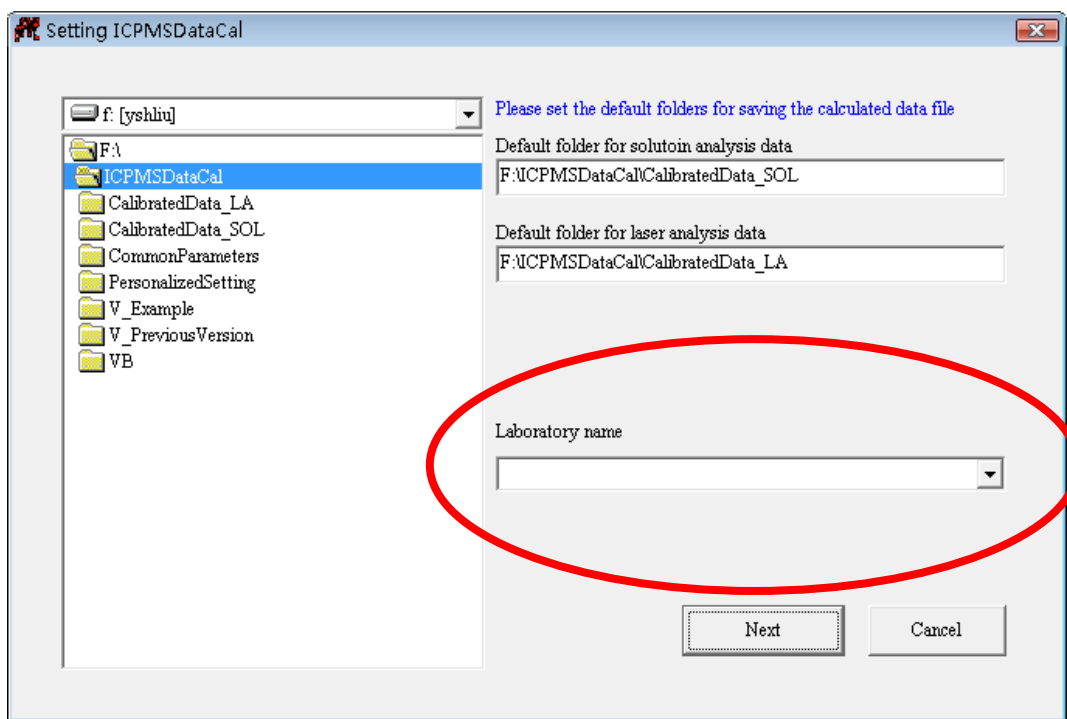 Setting ICPMSDataCal
f: [yshliu]
F:\
ICPMSDataCal
CalibratedData_LA
CalibratedData_SOL
CommonParameters
PersonalizedSetting
V_Example
V_PreviousVersion
VB
Please set the default folders for saving the calculated data file
Default folder for solutoin analysis data
F:\ICPMSDataCal\CalibratedData_SOL
Default folder for laser analysis data
F:\ICPMSDataCal\CalibratedData_LA
Laboratory name
Next
Cancel